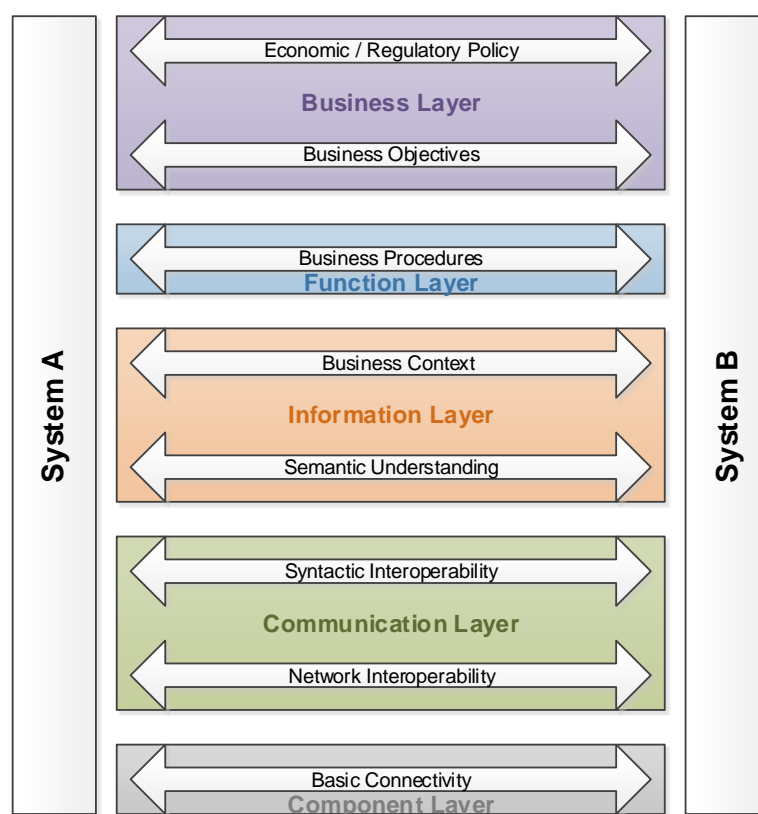 System A
Economic / Regulatory Policy
Business Layer
Business Objectives
Business Procedures
Function Layer
Business Context
Information Layer
Semantic Understanding
Syntactic Interoperability
Communication Layer
Network Interoperability
Basic Connectivity
Component Layer
System B